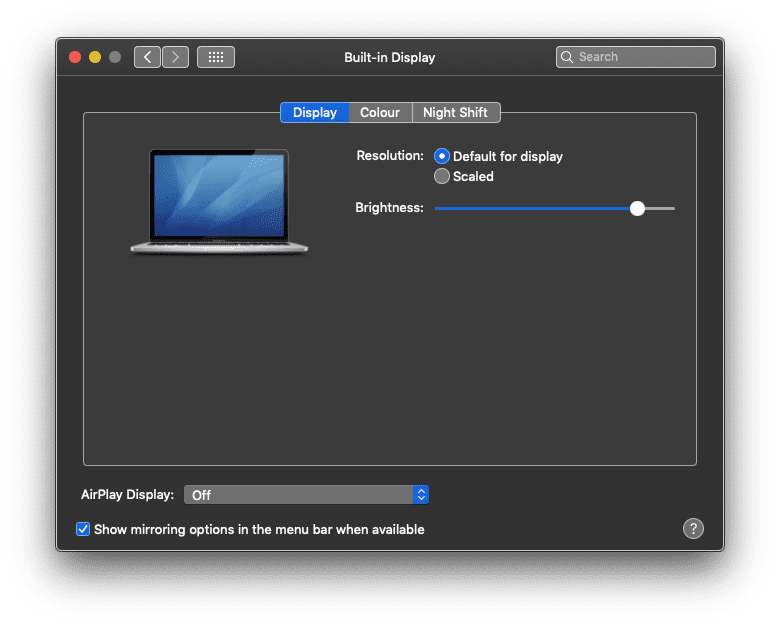 Built-in Display
Search
Display Colour Night Shift
Resolution: Default for display
Scaled
Brightness:
AirPlay Display: Off
Show mirroring options in the menu bar when available
?